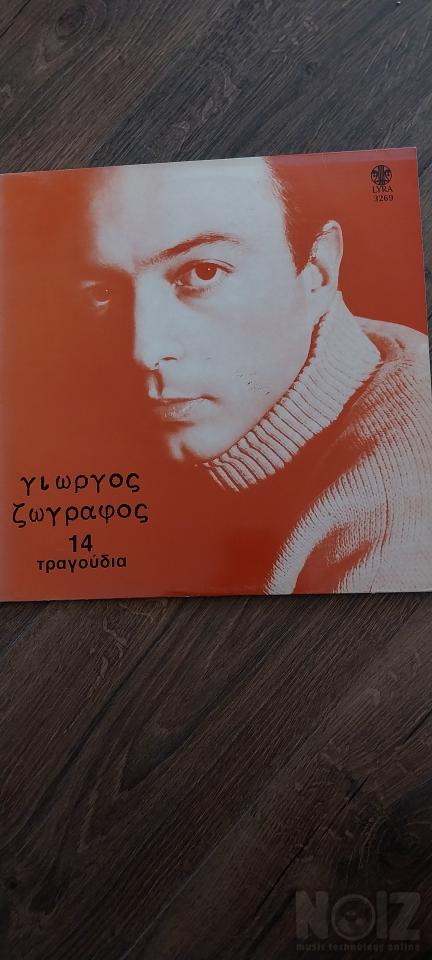 LYRA
3269
γιωργος
ζωγραφος
14
τραγούδια
NOIZ
music technology online